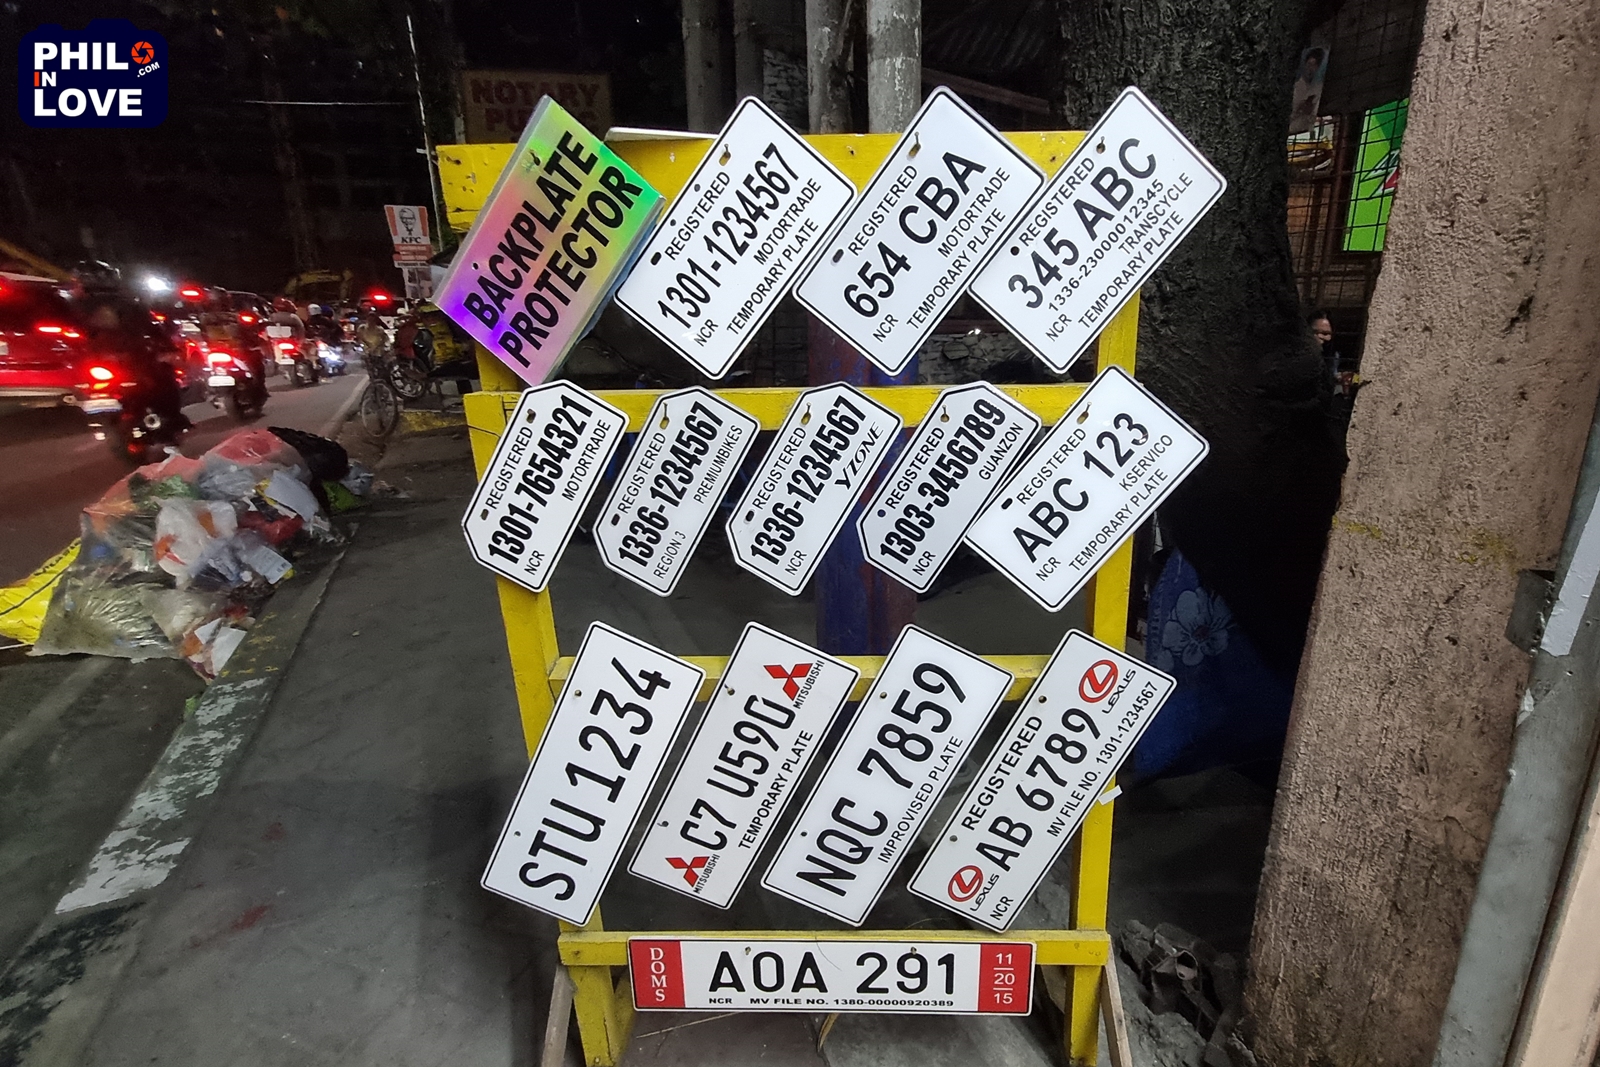 PHIL
IN
LOVE
.COM
NOTARY
PUBLIC
KFC
BACKPLATE
PROTECTOR
REGISTERED
1301-1234567
MOTORTRADE
NCR TEMPORARY PLATE
REGISTERED
654 CBA
MOTORTRADE
NCR TEMPORARY PLATE
REGISTERED
345 ABC
1336-230000012345
TRANSCYCLE
NCR TEMPORARY PLATE
REGISTERED
1301-7654321
NCR MOTORTRADE
REGISTERED
1336-1234567
REGION 3 PREMIUMBIKES
REGISTERED
1336-1234567
NCR YZONE
REGISTERED
1303-3456789
NCR GUANZON
REGISTERED
ABC 123
KSERVICO
NCR TEMPORARY PLATE
STU 1234
MITSUBISHI
C7 U590
MITSUBISHI
TEMPORARY PLATE
NQC 7859
IMPROVISED PLATE
REGISTERED
LEXUS
AB 6789
LEXUS
NCR MV FILE NO. 1301-1234567
DOMS
AOA 291
NCR MV FILE NO. 1380-00000920389
11
20
15